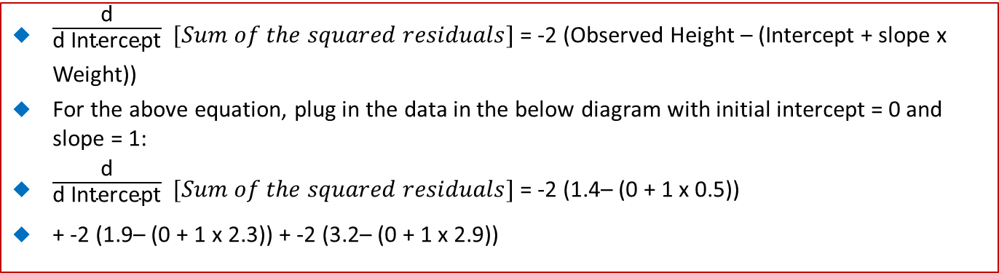 ◆ d
d Intercept [Sum of the squared residuals] = -2 (Observed Height – (Intercept + slope x
Weight))
◆ For the above equation, plug in the data in the below diagram with initial intercept = 0 and
slope = 1:
◆ d
d Intercept [Sum of the squared residuals] = -2 (1.4– (0 + 1 x 0.5))
◆ + -2 (1.9– (0 + 1 x 2.3)) + -2 (3.2– (0 + 1 x 2.9))